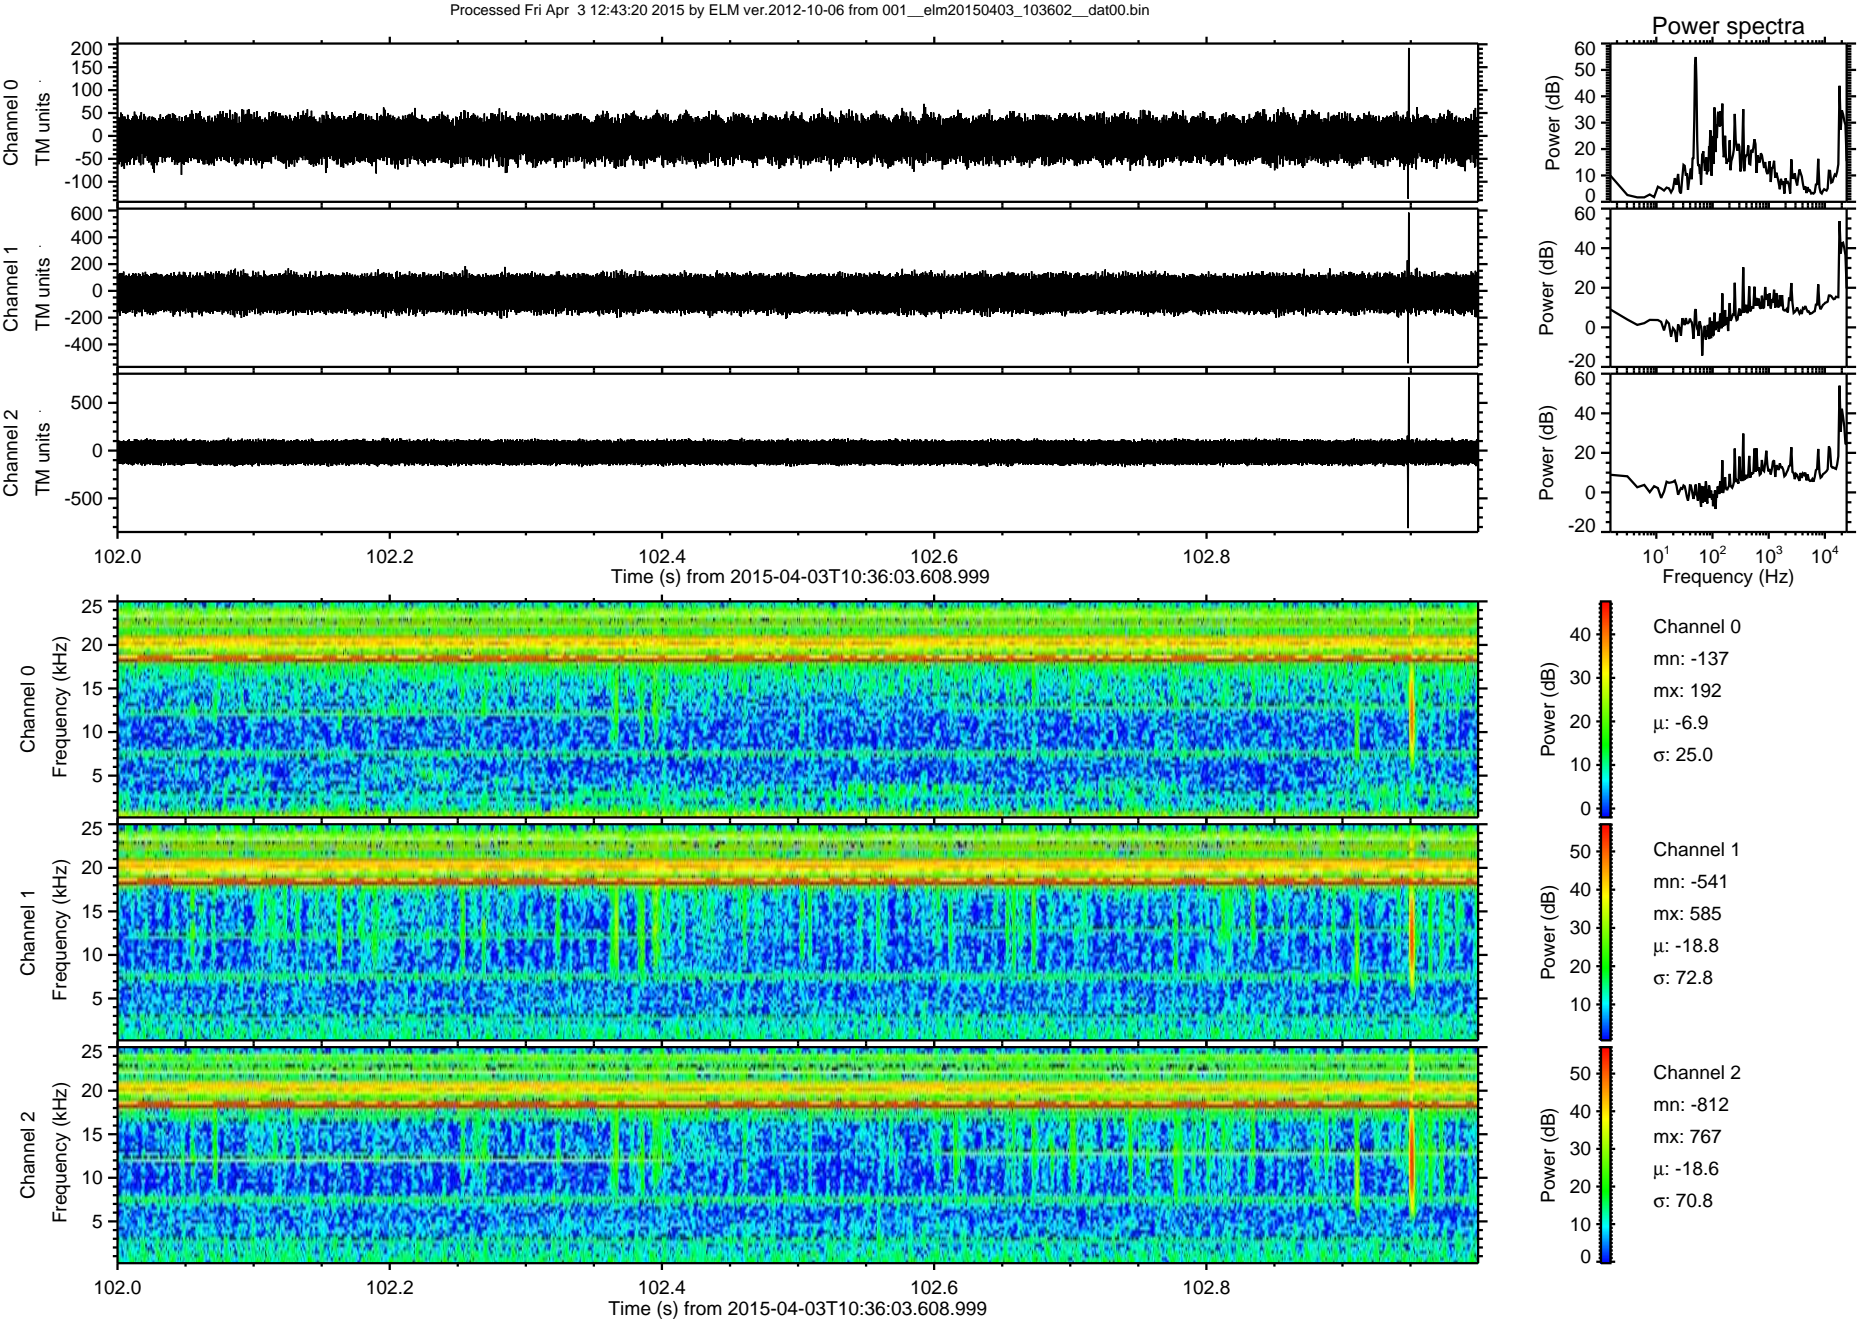 Processed Fri Apr 3 12:43:20 2015 by ELM ver.2012-10-06 from 001__elm20150403_103602__dat00.bin
Power spectra
Channel 0
TM units
200
150
100
50
0
-50
-100
Power (dB)
60
50
40
30
20
10
0
Channel 1
TM units
600
400
200
0
-200
-400
Power (dB)
60
40
20
0
-20
Channel 2
TM units
500
0
-500
Power (dB)
60
40
20
0
-20
102.0 102.2 102.4 102.6 102.8
Time (s) from 2015-04-03T10:36:03.608.999
10¹ 10² 10³ 10⁴
Frequency (Hz)
Channel 0
Frequency (kHz)
25
20
15
10
5
Power (dB)
40
30
20
10
0
Channel 0
mn: -137
mx: 192
μ: -6.9
σ: 25.0
Channel 1
Frequency (kHz)
25
20
15
10
5
Power (dB)
50
40
30
20
10
Channel 1
mn: -541
mx: 585
μ: -18.8
σ: 72.8
Channel 2
Frequency (kHz)
25
20
15
10
5
Power (dB)
50
40
30
20
10
0
Channel 2
mn: -812
mx: 767
μ: -18.6
σ: 70.8
102.0 102.2 102.4 102.6 102.8
Time (s) from 2015-04-03T10:36:03.608.999